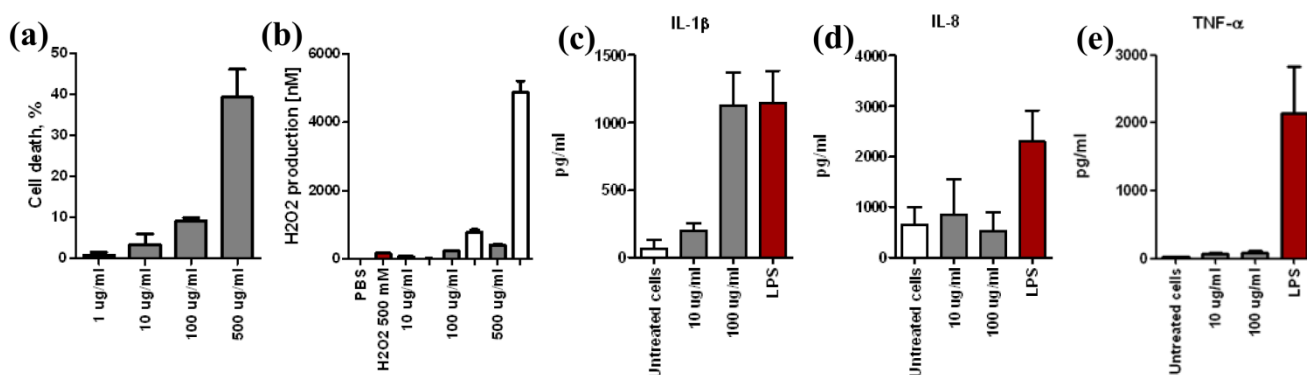 (a)
Cell death, %
50
40
30
20
10
0
1 ug/ml
10 ug/ml
100 ug/ml
500 ug/ml
(b)
H2O2 production [nM]
6000
4000
2000
0
PBS
H2O2 500 mM
10 ug/ml
100 ug/ml
500 ug/ml
(c)
IL-1β
pg/ml
1500
1000
500
0
Untreated cells
10 ug/ml
100 ug/ml
LPS
(d)
IL-8
pg/ml
4000
3000
2000
1000
0
Untreated cells
10 ug/ml
100 ug/ml
LPS
(e)
TNF-α
pg/ml
3000
2000
1000
0
Untreated cells
10 ug/ml
100 ug/ml
LPS